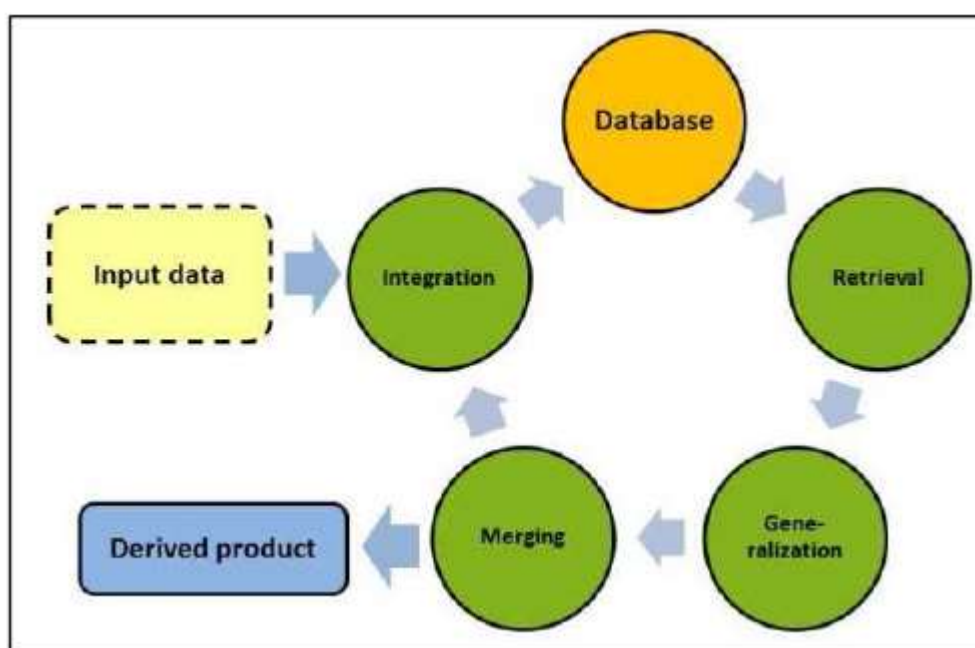 Database
Input data
Integration
Retrieval
Derived product
Merging
Gene-
ralization